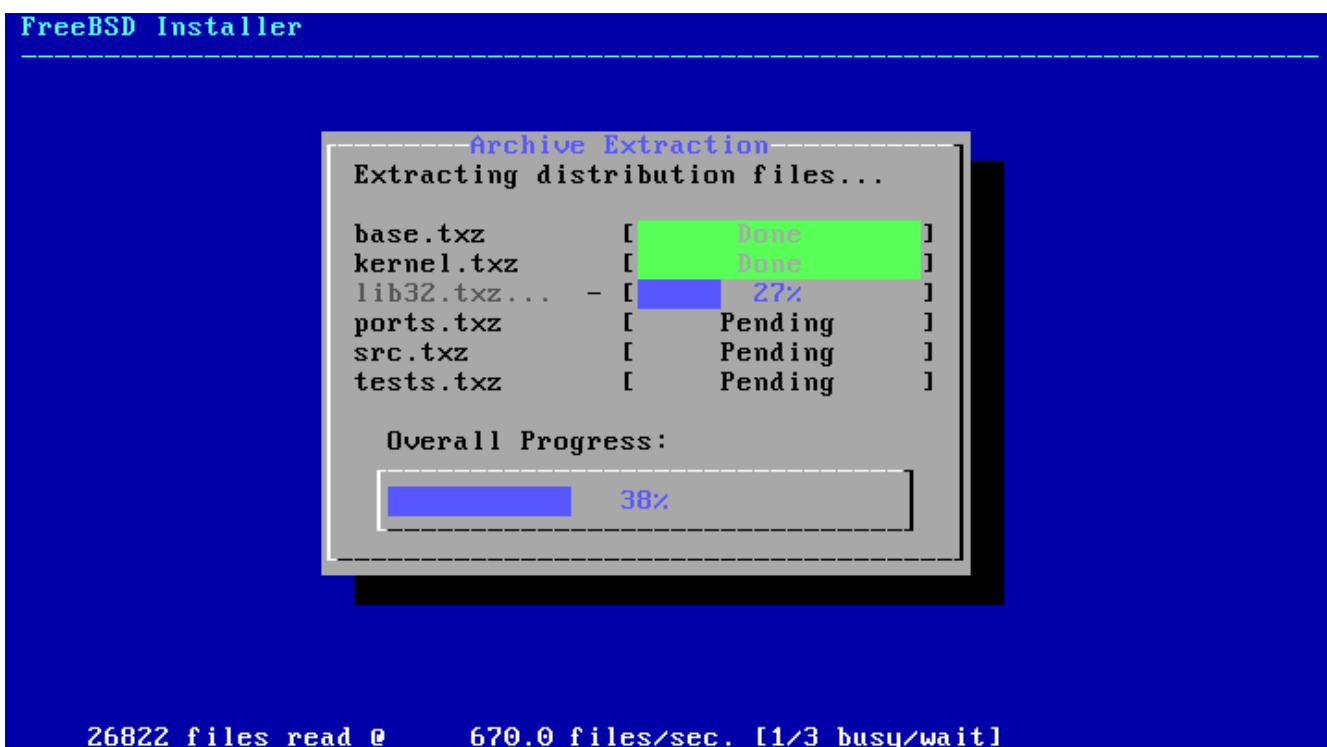 FreeBSD Installer
Archive Extraction
Extracting distribution files...
base.txz [ Done ]
kernel.txz [ Done ]
lib32.txz... - [ 27% ]
ports.txz [ Pending ]
src.txz [ Pending ]
tests.txz [ Pending ]
Overall Progress:
38%
26822 files read @ 670.0 files/sec. [1/3 busy/wait]